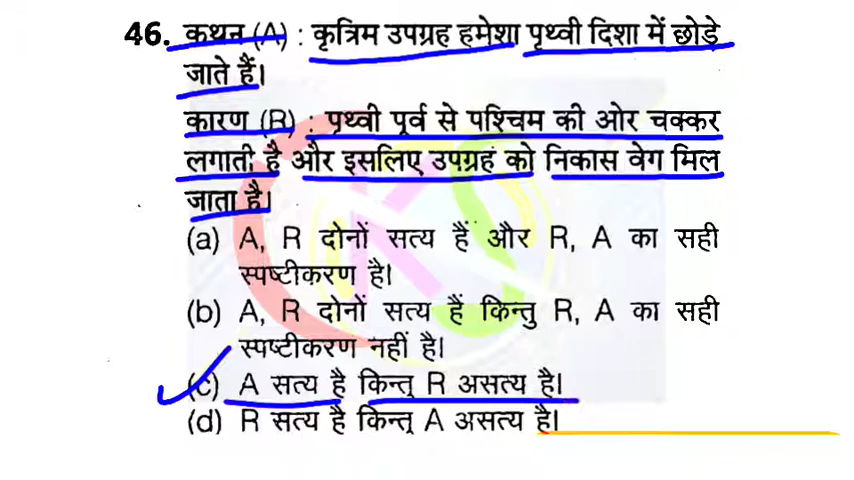 46. कथन (A) : कृत्रिम उपग्रह हमेशा पृथ्वी दिशा में छोड़े
जाते हैं।
कारण (R) : पृथ्वी पूर्व से पश्चिम की ओर चक्कर
लगाती है और इसलिए उपग्रह को निकास वेग मिल
जाता है।
(a) A, R दोनों सत्य हैं और R, A का सही
स्पष्टीकरण है।
(b) A, R दोनों सत्य हैं किन्तु R, A का सही
स्पष्टीकरण नहीं है।
(c) A सत्य है किन्तु R असत्य है।
(d) R सत्य है किन्तु A असत्य है।